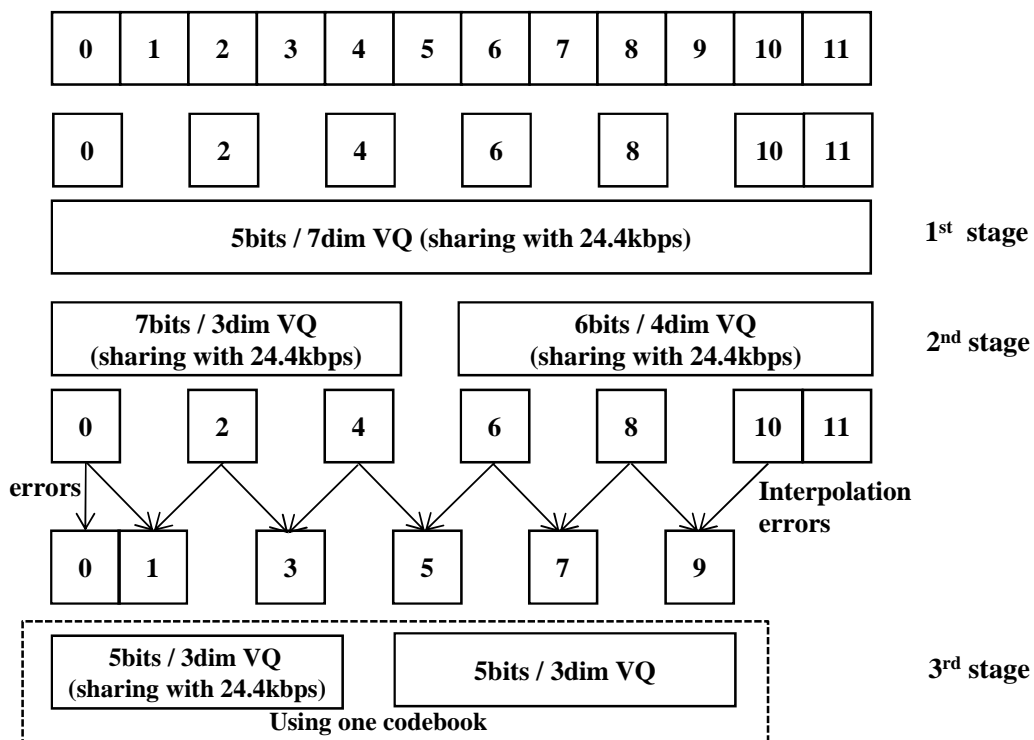 0 1 2 3 4 5 6 7 8 9 10 11
0 2 4 6 8 10 11
5bits / 7dim VQ (sharing with 24.4kbps)
1st stage
7bits / 3dim VQ
(sharing with 24.4kbps)
6bits / 4dim VQ
(sharing with 24.4kbps)
2nd stage
0 2 4 6 8 10 11
errors
Interpolation
errors
0 1 3 5 7 9
5bits / 3dim VQ
(sharing with 24.4kbps)
5bits / 3dim VQ
3rd stage
Using one codebook